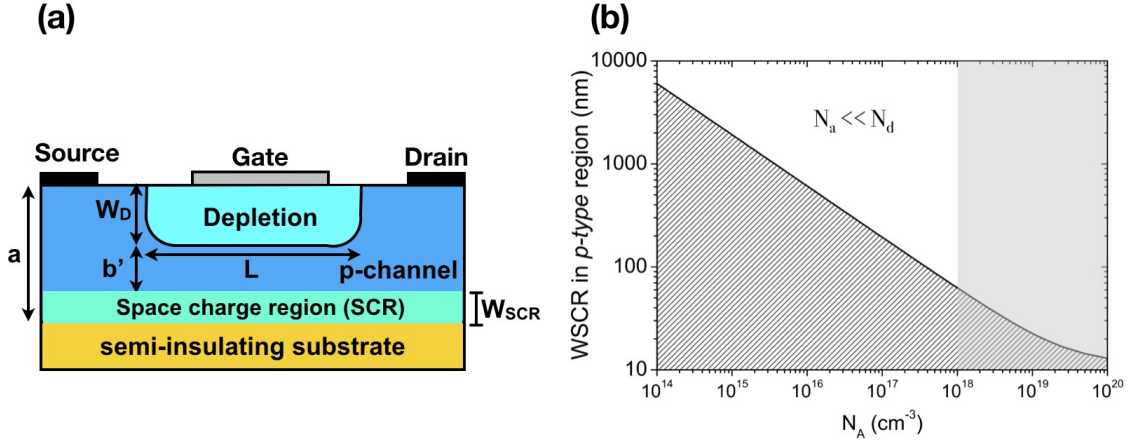 (a)
Source
Gate
Drain
W_D
Depletion
a
b'
L
p-channel
Space charge region (SCR)
W_SCR
semi-insulating substrate
(b)
WSCR in p-type region (nm)
10000
1000
100
10
N_a << N_d
10^14
10^15
10^16
10^17
10^18
10^19
10^20
N_A (cm^-3)